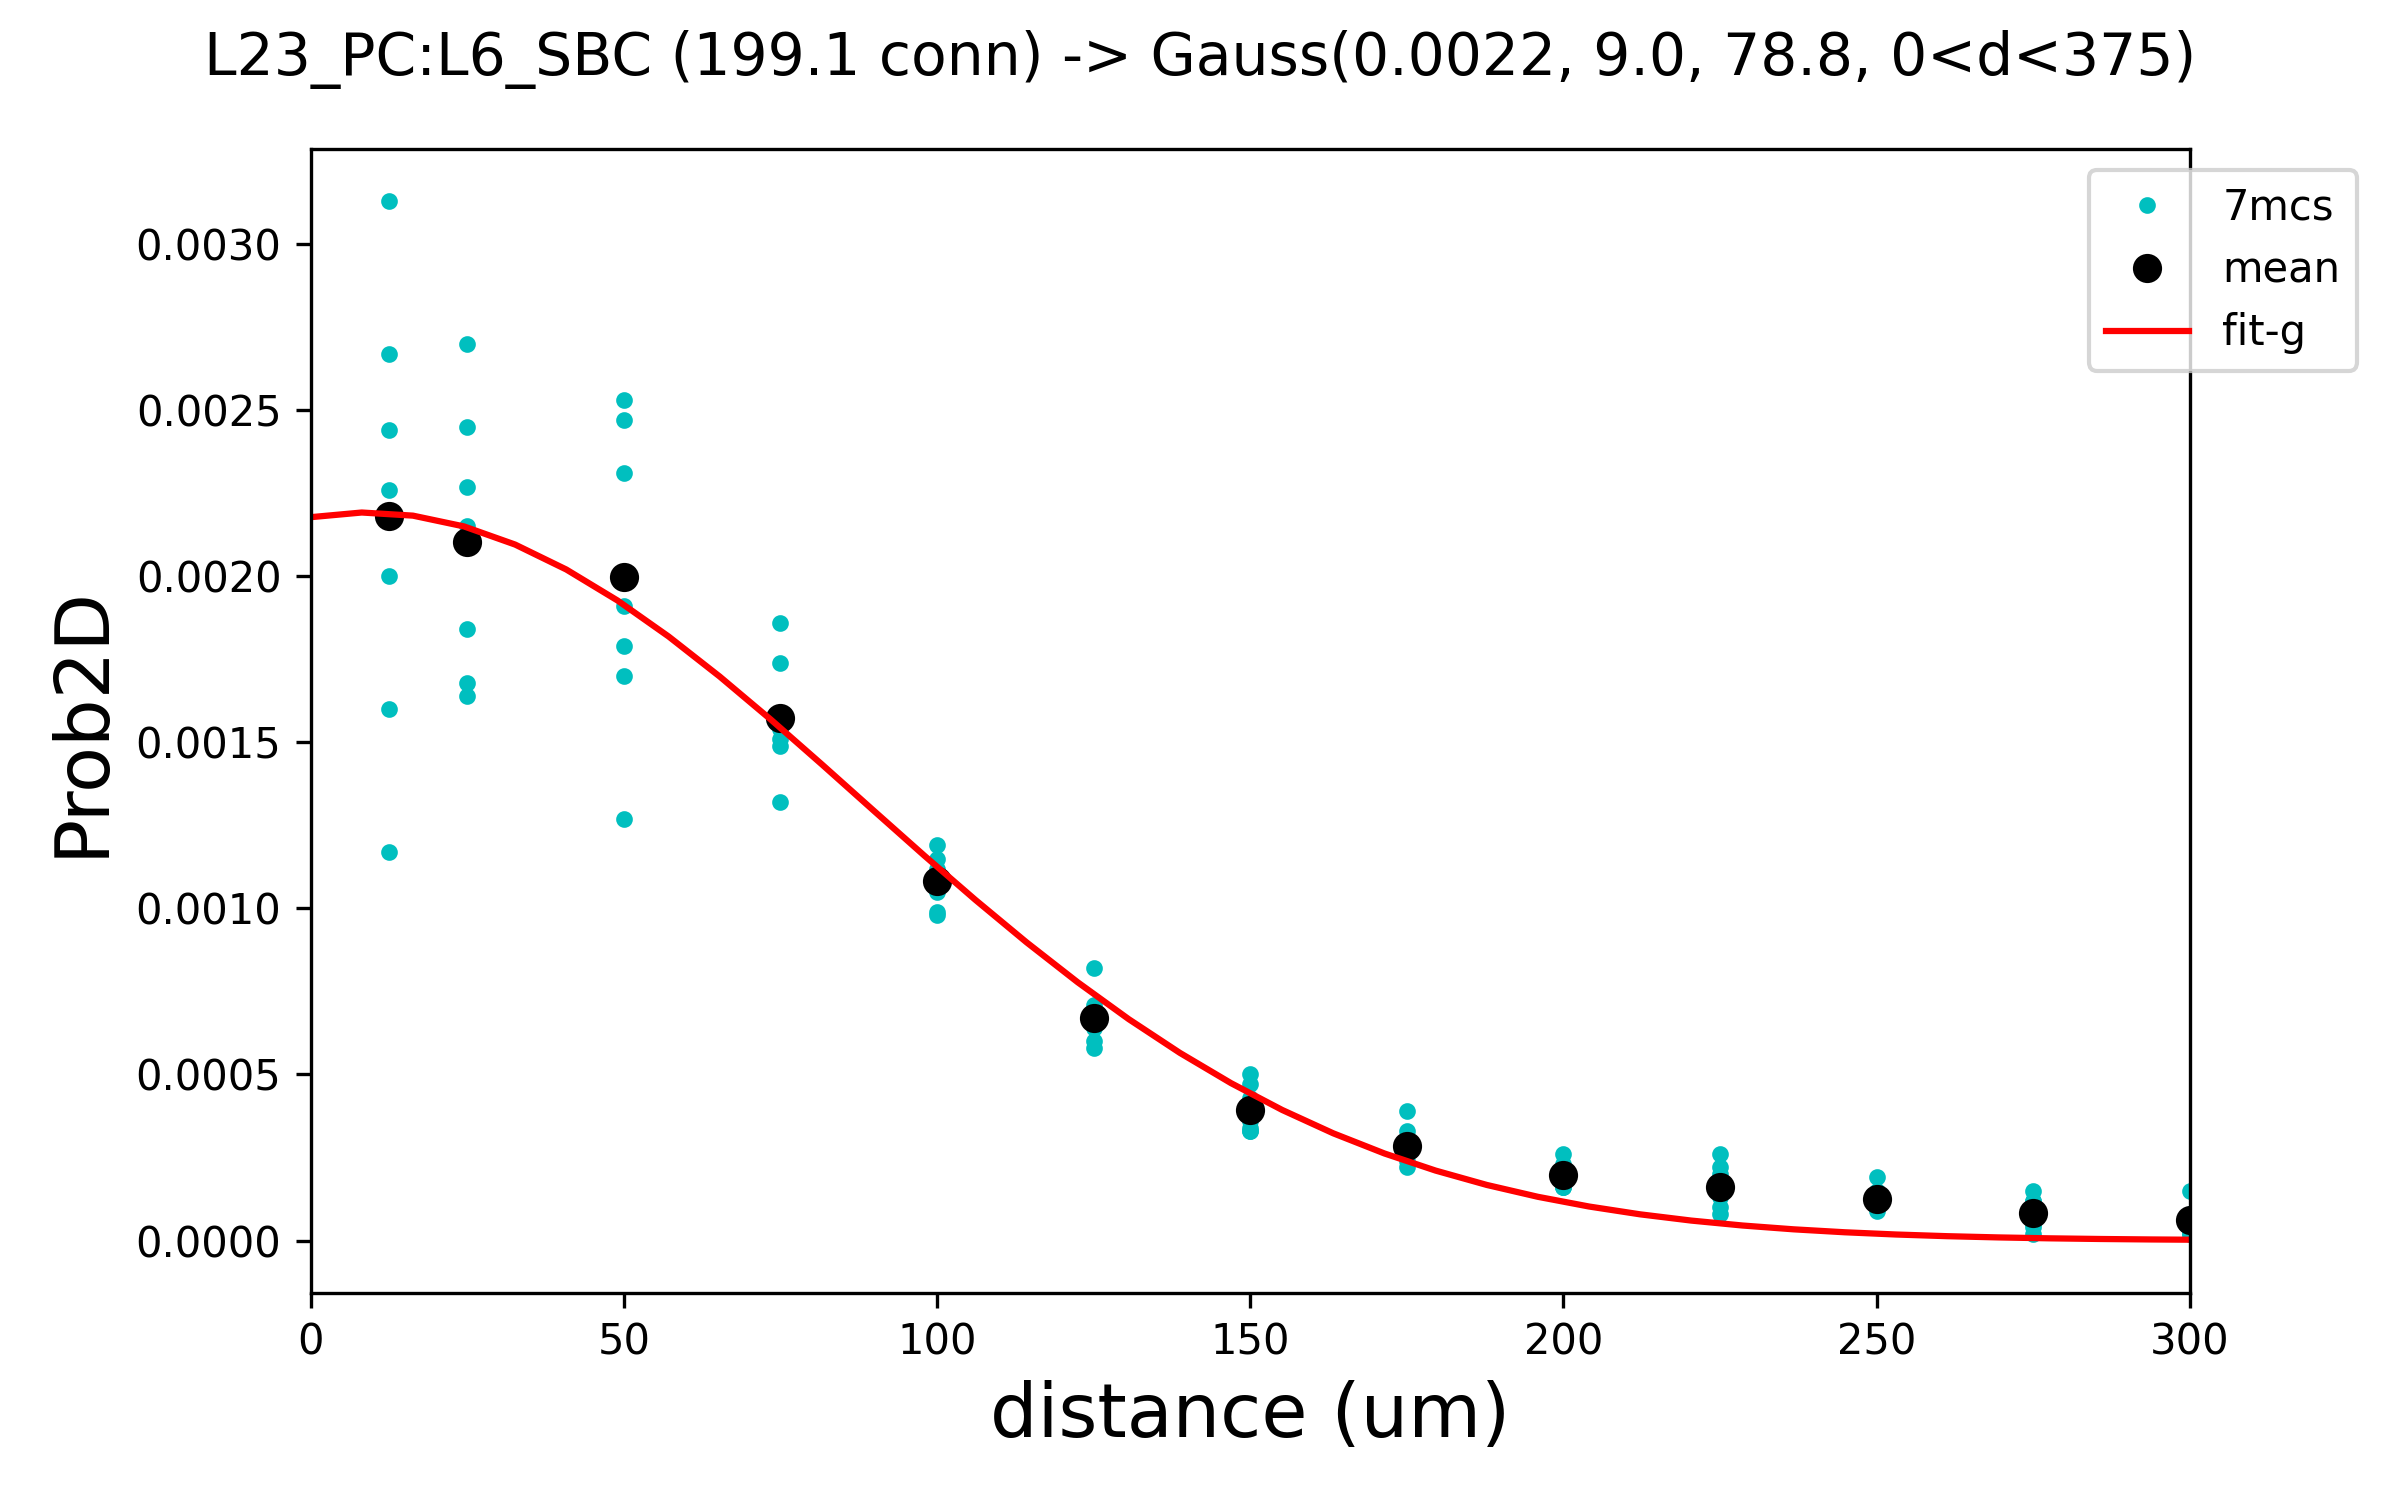 L23_PC:L6_SBC (199.1 conn) -> Gauss(0.0022, 9.0, 78.8, 0<d<375)
7mcs
mean
fit-g
0.0030
0.0025
0.0020
0.0015
0.0010
0.0005
0.0000
Prob2D
0 50 100 150 200 250 300
distance (um)